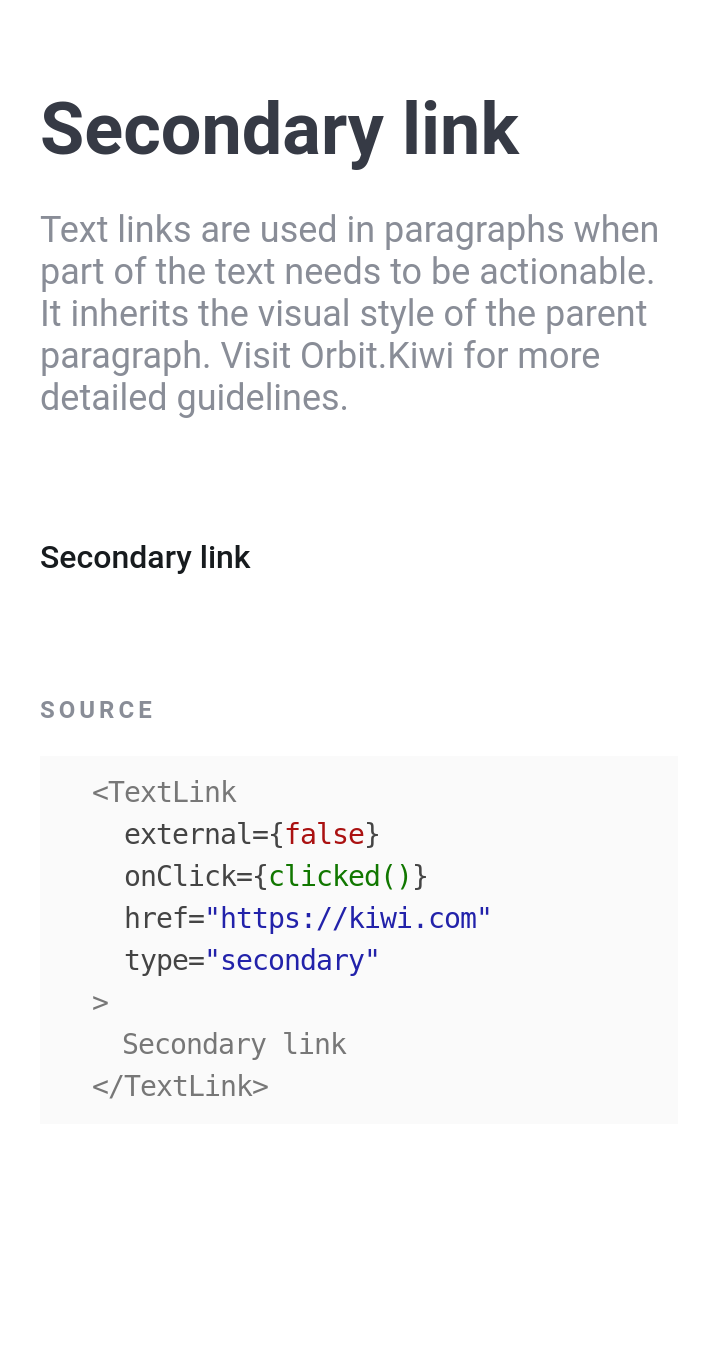 Secondary link
Text links are used in paragraphs when
part of the text needs to be actionable.
It inherits the visual style of the parent
paragraph. Visit Orbit.Kiwi for more
detailed guidelines.
Secondary link
SOURCE
<TextLink
external={false}
onClick={clicked()}
href="https://kiwi.com"
type="secondary"
>
Secondary link
</TextLink>